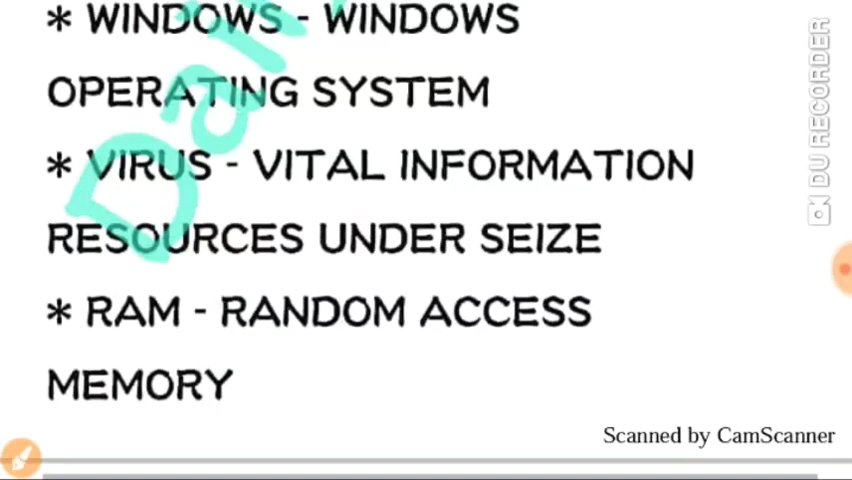 * WINDOWS - WINDOWS
OPERATING SYSTEM
* VIRUS - VITAL INFORMATION
RESOURCES UNDER SEIZE
* RAM - RANDOM ACCESS
MEMORY
Scanned by CamScanner
DU RECORDER